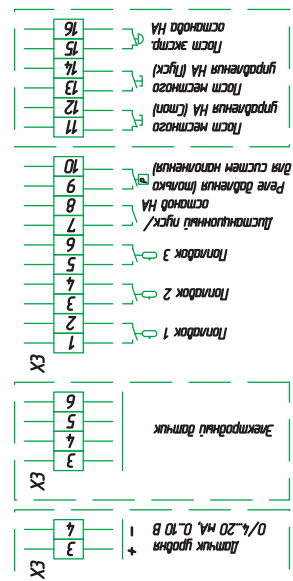 X3
3 + Датчик уровня
4 − 0/4...20 мА, 0...10 В
X3
3
4
5
6
Электродный датчик
X3
1
2
Поплавок 1
3
4
Поплавок 2
5
6
Поплавок 3
7
8
Дистанционный пуск/
останов НА
9
10
P
Реле давления (только
для систем наполнения)
11
12
Пост местного
управления НА (Стоп)
13
14
Пост местного
управления НА (Пуск)
15
16
Пост экстр.
останова НА